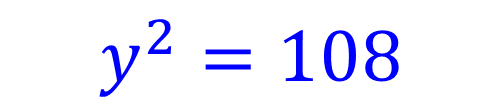 y² = 108